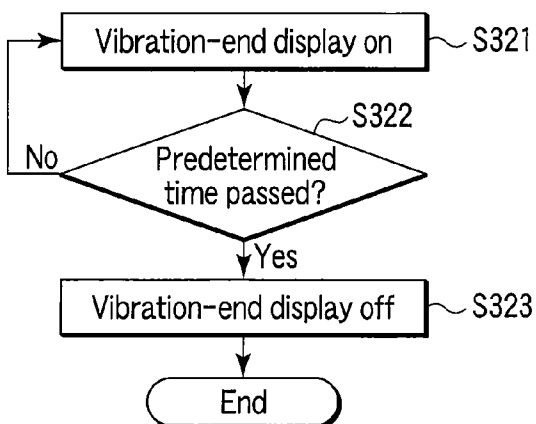 Vibration-end display on
S321
S322
No
Predetermined
time passed?
Yes
Vibration-end display off
S323
End